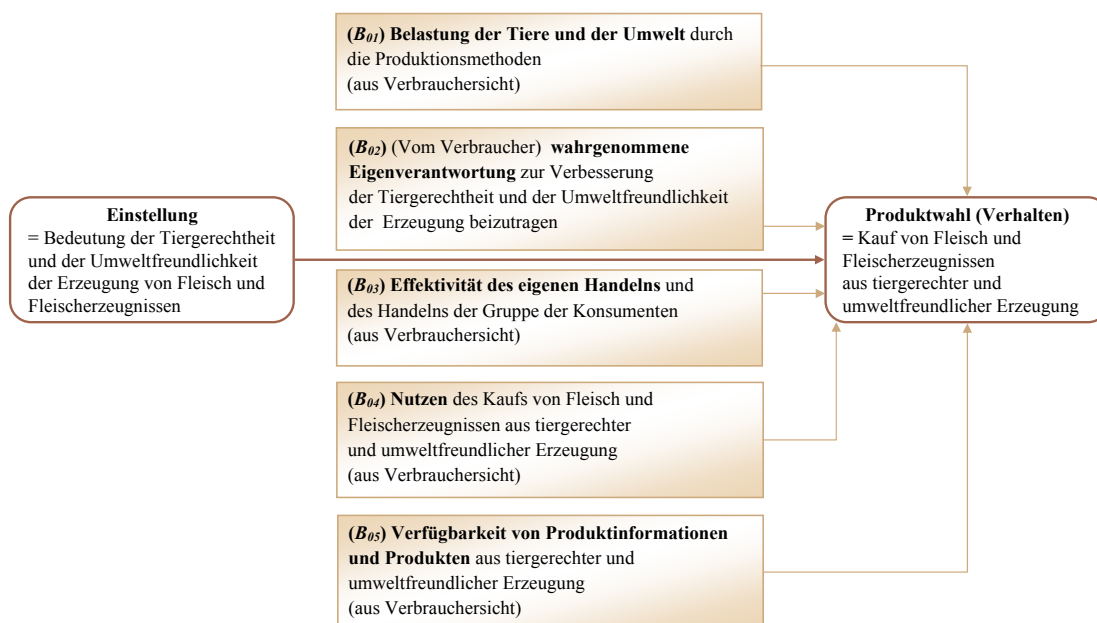 (B01) Belastung der Tiere und der Umwelt durch
die Produktionsmethoden
(aus Verbrauchersicht)
(B02) (Vom Verbraucher) wahrgenommene
Eigenverantwortung zur Verbesserung
der Tiergerechtheit und der Umweltfreundlichkeit
der Erzeugung beizutragen
Einstellung
= Bedeutung der Tiergerechtheit
und der Umweltfreundlichkeit
der Erzeugung von Fleisch und
Fleischerzeugnissen
Produktwahl (Verhalten)
= Kauf von Fleisch und
Fleischerzeugnissen
aus tiergerechter und
umweltfreundlicher Erzeugung
(B03) Effektivität des eigenen Handelns und
des Handelns der Gruppe der Konsumenten
(aus Verbrauchersicht)
(B04) Nutzen des Kaufs von Fleisch und
Fleischerzeugnissen aus tiergerechter
und umweltfreundlicher Erzeugung
(aus Verbrauchersicht)
(B05) Verfügbarkeit von Produktinformationen
und Produkten aus tiergerechter und
umweltfreundlicher Erzeugung
(aus Verbrauchersicht)